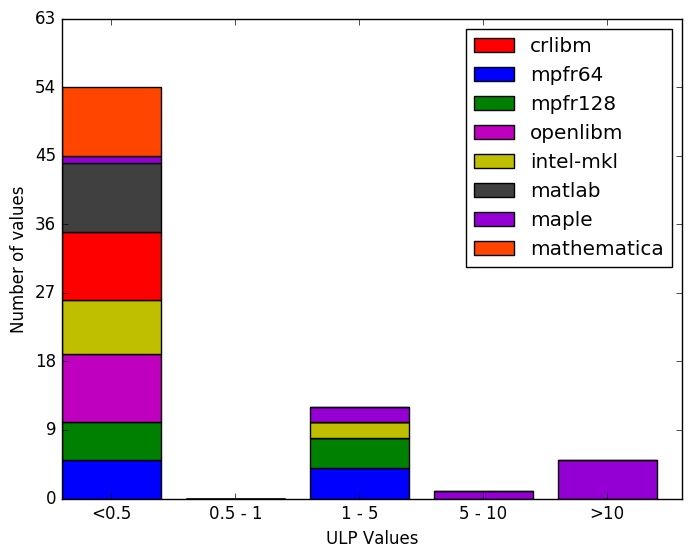 63
54
45
36
27
18
9
0
Number of values
crlibm
mpfr64
mpfr128
openlibm
intel-mkl
matlab
maple
mathematica
<0.5 0.5 - 1 1 - 5 5 - 10 >10
ULP Values